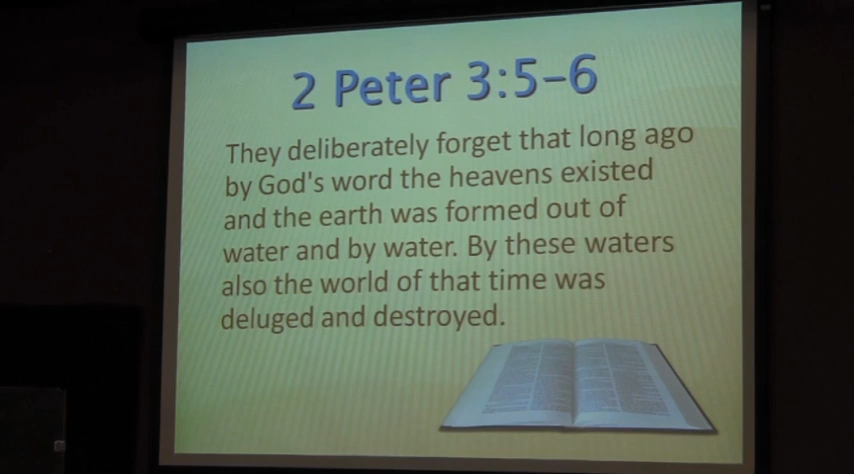 2 Peter 3:5–6
They deliberately forget that long ago
by God's word the heavens existed
and the earth was formed out of
water and by water. By these waters
also the world of that time was
deluged and destroyed.